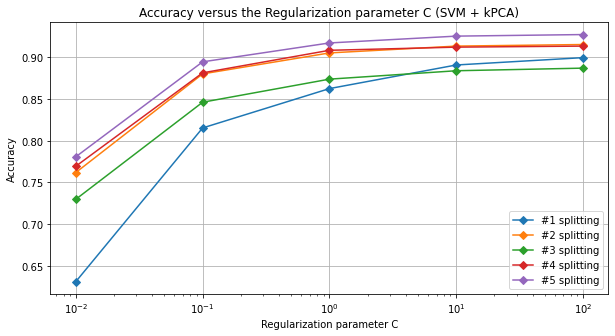 Accuracy versus the Regularization parameter C (SVM + kPCA)
Accuracy
0.90
0.85
0.80
0.75
0.70
0.65
#1 splitting
#2 splitting
#3 splitting
#4 splitting
#5 splitting
10⁻² 10⁻¹ 10⁰ 10¹ 10²
Regularization parameter C